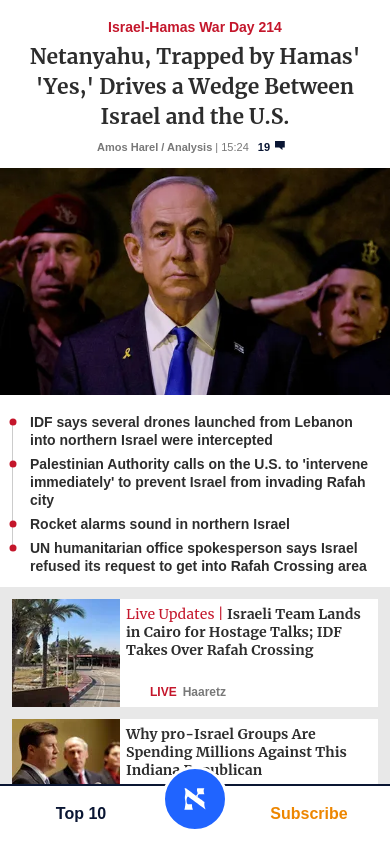 Israel-Hamas War Day 214
Netanyahu, Trapped by Hamas'
'Yes,' Drives a Wedge Between
Israel and the U.S.
Amos Harel / Analysis | 15:24 19
IDF says several drones launched from Lebanon
into northern Israel were intercepted
Palestinian Authority calls on the U.S. to 'intervene
immediately' to prevent Israel from invading Rafah
city
Rocket alarms sound in northern Israel
UN humanitarian office spokesperson says Israel
refused its request to get into Rafah Crossing area
Live Updates | Israeli Team Lands
in Cairo for Hostage Talks; IDF
Takes Over Rafah Crossing
LIVE Haaretz
Why pro-Israel Groups Are
Spending Millions Against This
Indiana Republican
Top 10
Subscribe